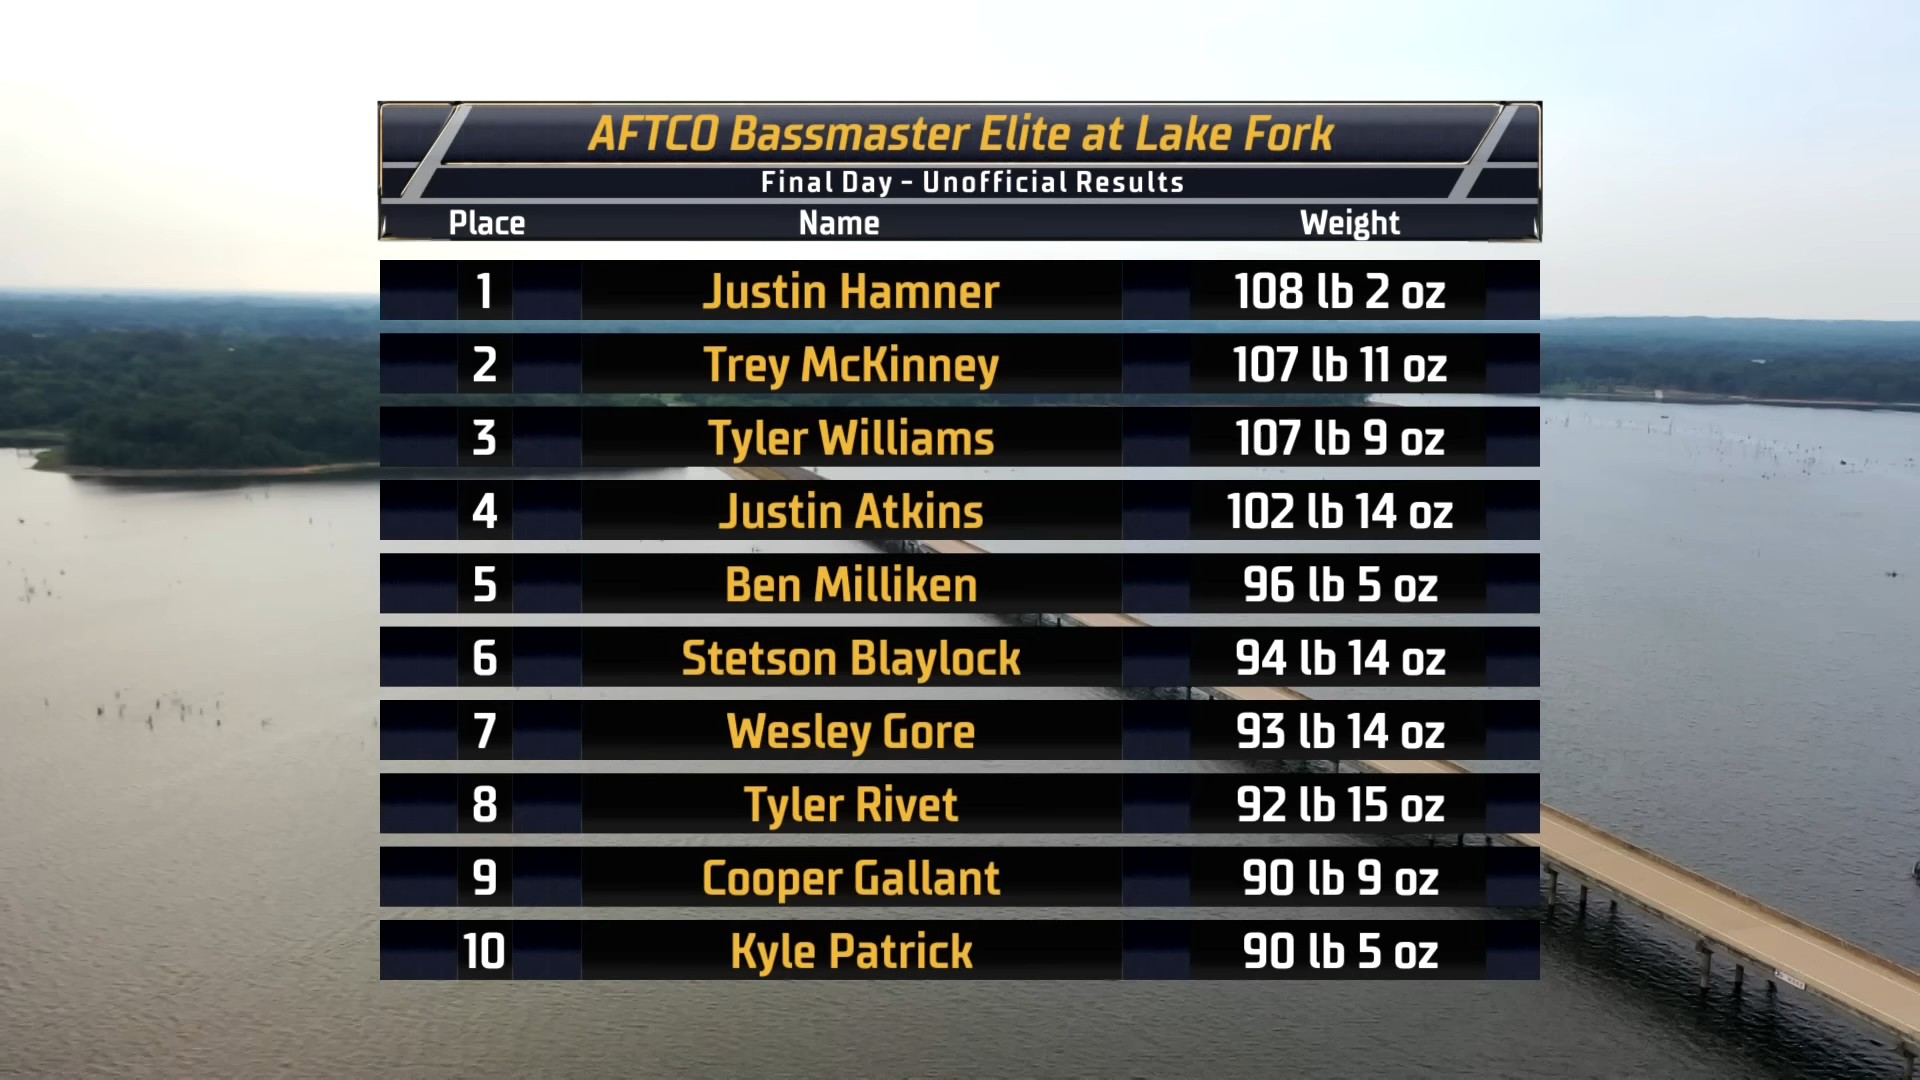 AFTCO Bassmaster Elite at Lake Fork
Final Day - Unofficial Results
Place Name Weight
1 Justin Hamner 108 lb 2 oz
2 Trey McKinney 107 lb 11 oz
3 Tyler Williams 107 lb 9 oz
4 Justin Atkins 102 lb 14 oz
5 Ben Milliken 96 lb 5 oz
6 Stetson Blaylock 94 lb 14 oz
7 Wesley Gore 93 lb 14 oz
8 Tyler Rivet 92 lb 15 oz
9 Cooper Gallant 90 lb 9 oz
10 Kyle Patrick 90 lb 5 oz